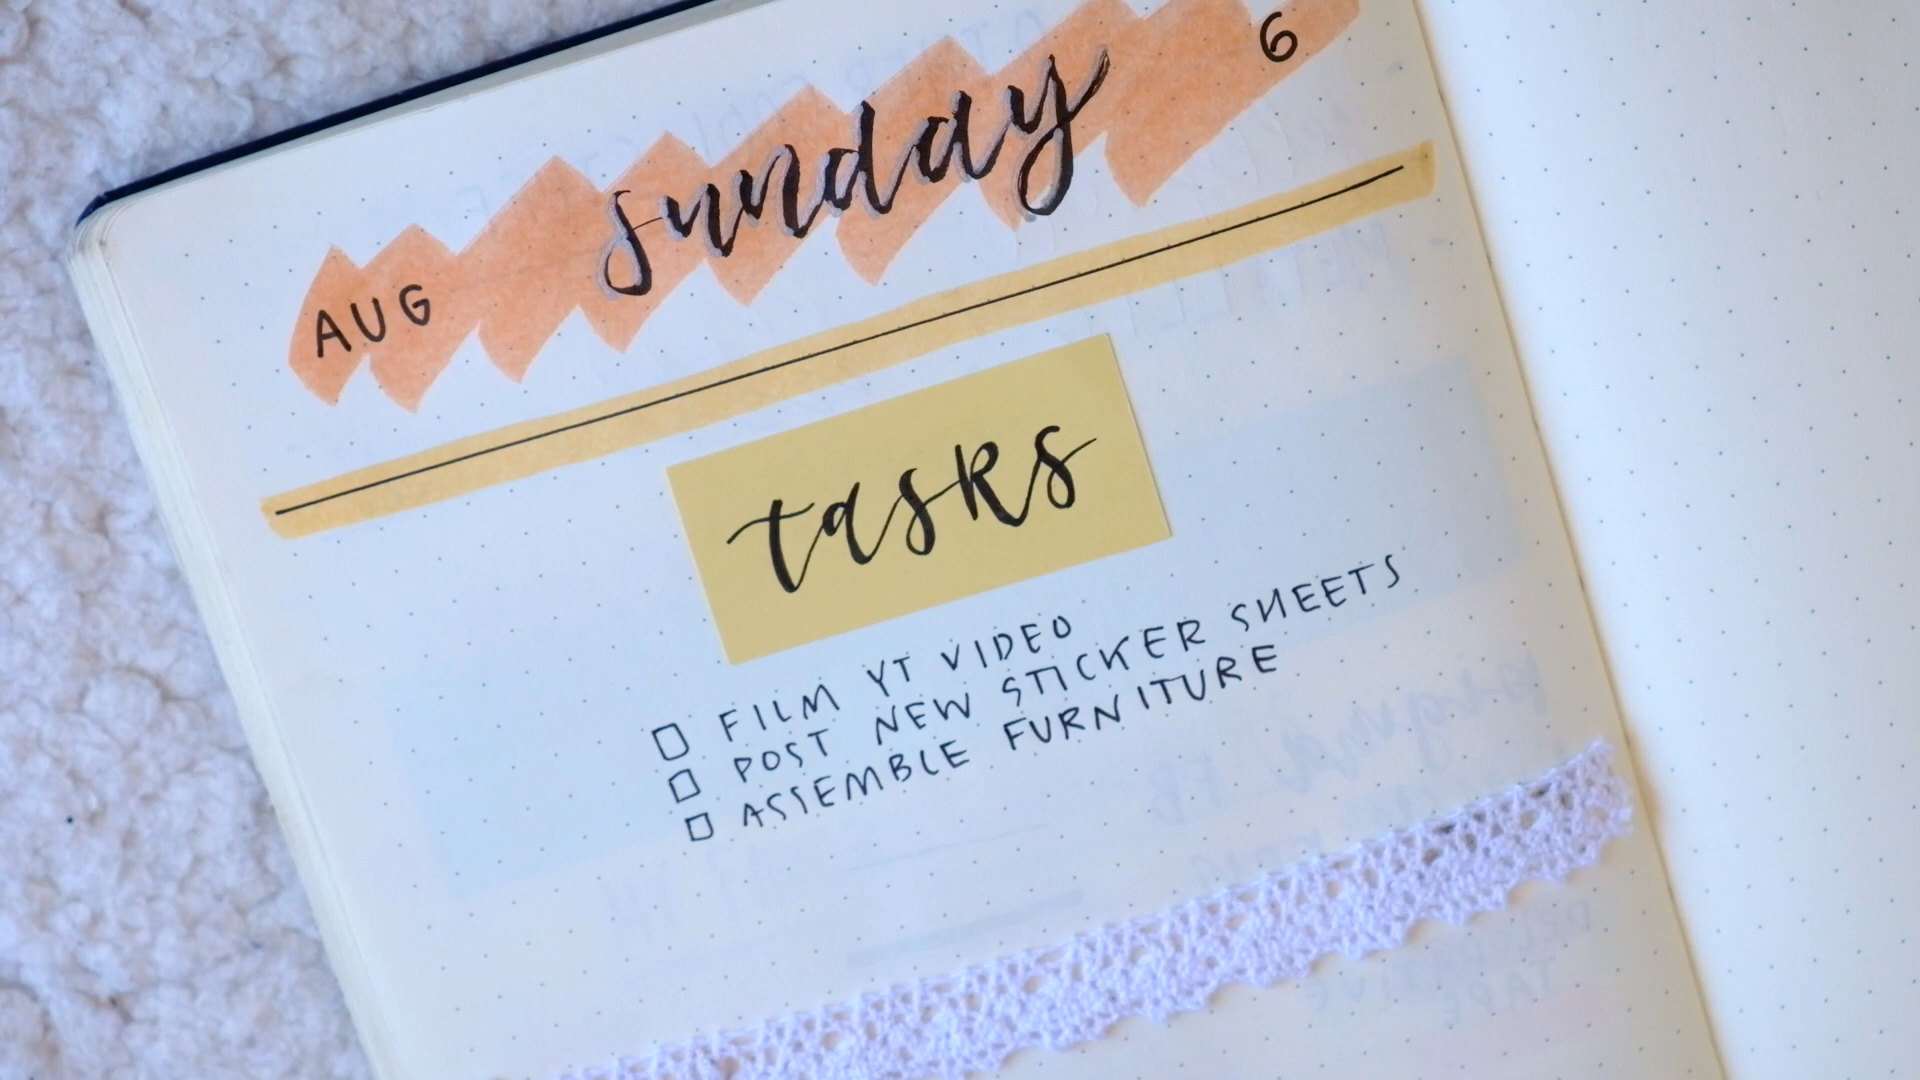 AUG sunday 6
tasks
FILM YT VIDEO
POST NEW STICKER SHEETS
ASSEMBLE FURNITURE